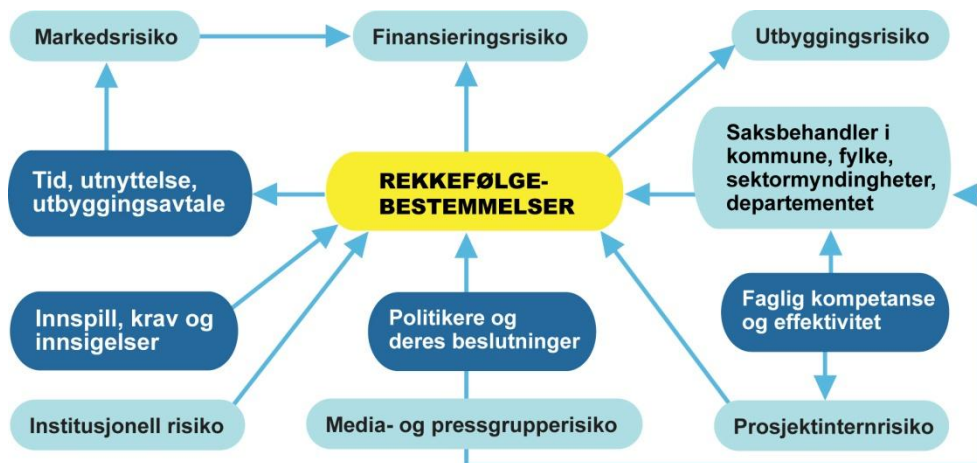 Markedsrisiko
Finansieringsrisiko
Utbyggingsrisiko
Tid, utnyttelse,
utbyggingsavtale
REKKEFØLGE-
BESTEMMELSER
Saksbehandler i
kommune, fylke,
sektormyndingheter,
departementet
Innspill, krav og
innsigelser
Politikere og
deres beslutninger
Faglig kompetanse
og effektivitet
Institusjonell risiko
Media- og pressgrupperisiko
Prosjektinternrisiko